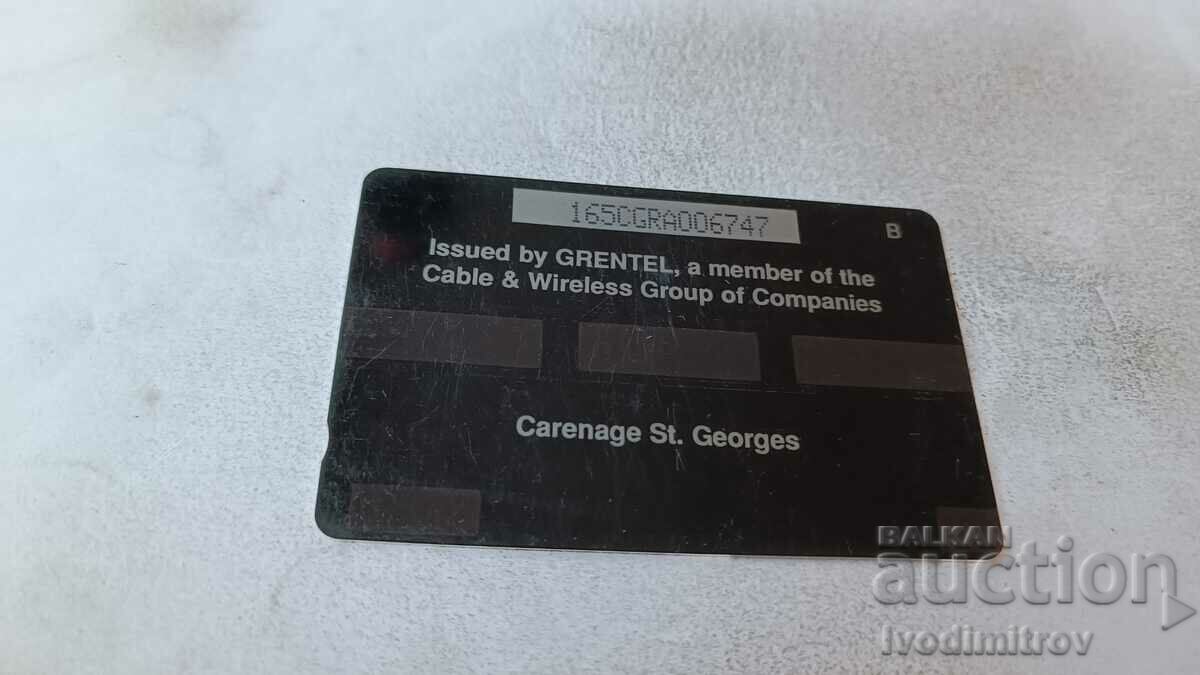 165CGRA006747
B
Issued by GRENTEL, a member of the
Cable & Wireless Group of Companies
Carenage St. Georges
BALKAN
auction
Ivodimitrov